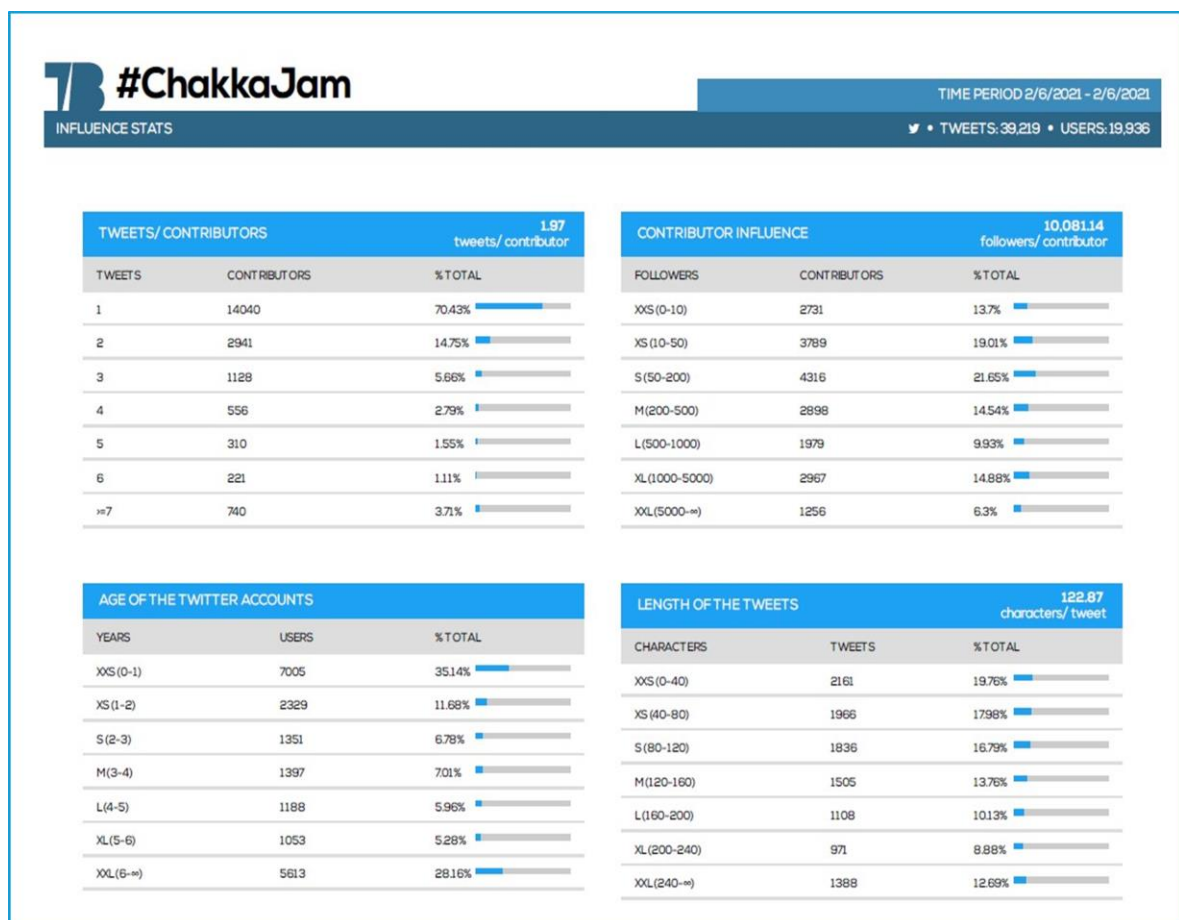 TB #ChakkaJam
TIME PERIOD 2/6/2021 - 2/6/2021
INFLUENCE STATS
• TWEETS: 39,219 • USERS: 19,936
TWEETS/ CONTRIBUTORS
1.97
tweets/ contributor
TWEETS CONTRIBUTORS %TOTAL
1 14040 70.43%
2 2941 14.75%
3 1128 5.66%
4 556 2.79%
5 310 1.55%
6 221 1.11%
>=7 740 3.71%
CONTRIBUTOR INFLUENCE
10,081.14
followers/ contributor
FOLLOWERS CONTRIBUTORS %TOTAL
XXS (0-10) 2731 13.7%
XS (10-50) 3789 19.01%
S (50-200) 4316 21.65%
M (200-500) 2898 14.54%
L (500-1000) 1979 9.93%
XL (1000-5000) 2967 14.88%
XXL (5000-∞) 1256 6.3%
AGE OF THE TWITTER ACCOUNTS
YEARS USERS %TOTAL
XXS (0-1) 7005 35.14%
XS (1-2) 2329 11.68%
S (2-3) 1351 6.78%
M (3-4) 1397 7.01%
L (4-5) 1188 5.96%
XL (5-6) 1053 5.28%
XXL (6-∞) 5613 28.16%
LENGTH OF THE TWEETS
122.87
characters/ tweet
CHARACTERS TWEETS %TOTAL
XXS (0-40) 2161 19.76%
XS (40-80) 1966 17.98%
S (80-120) 1836 16.79%
M (120-160) 1505 13.76%
L (160-200) 1108 10.13%
XL (200-240) 971 8.88%
XXL (240-∞) 1388 12.69%